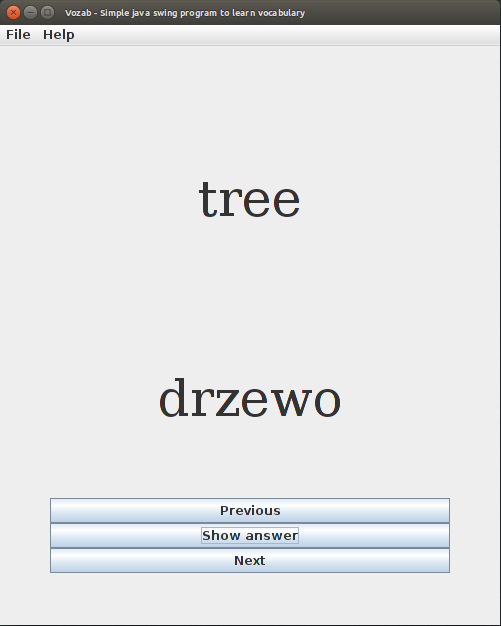 Vozab - Simple java swing program to learn vocabulary
File Help
tree
drzewo
Previous
Show answer
Next